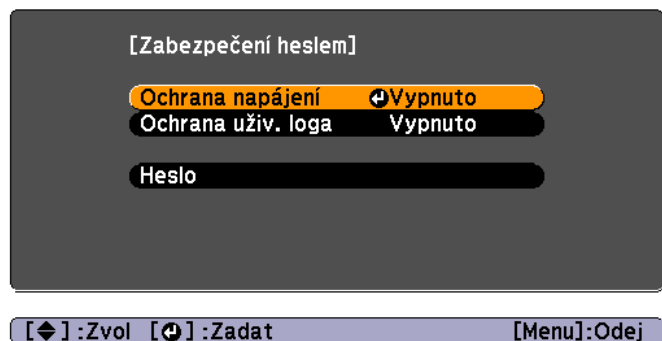 [Zabezpečení heslem]
Ochrana napájení Vypnuto
Ochrana uživ. loga Vypnuto
Heslo
[ ] :Zvol [ ] :Zadat [Menu]:Odej